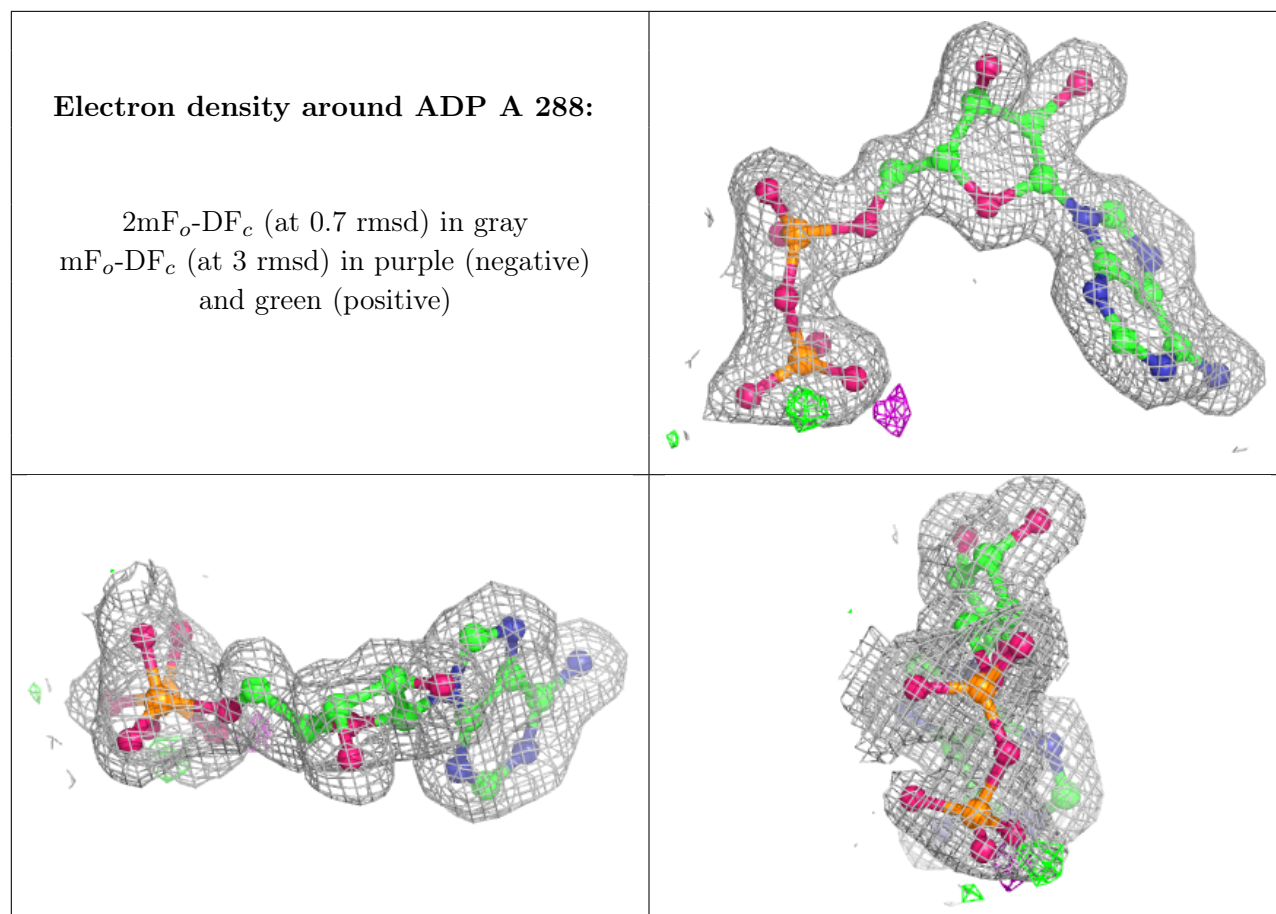 Electron density around ADP A 288:
2mFₒ-DF𝒸 (at 0.7 rmsd) in gray
mFₒ-DF𝒸 (at 3 rmsd) in purple (negative)
and green (positive)